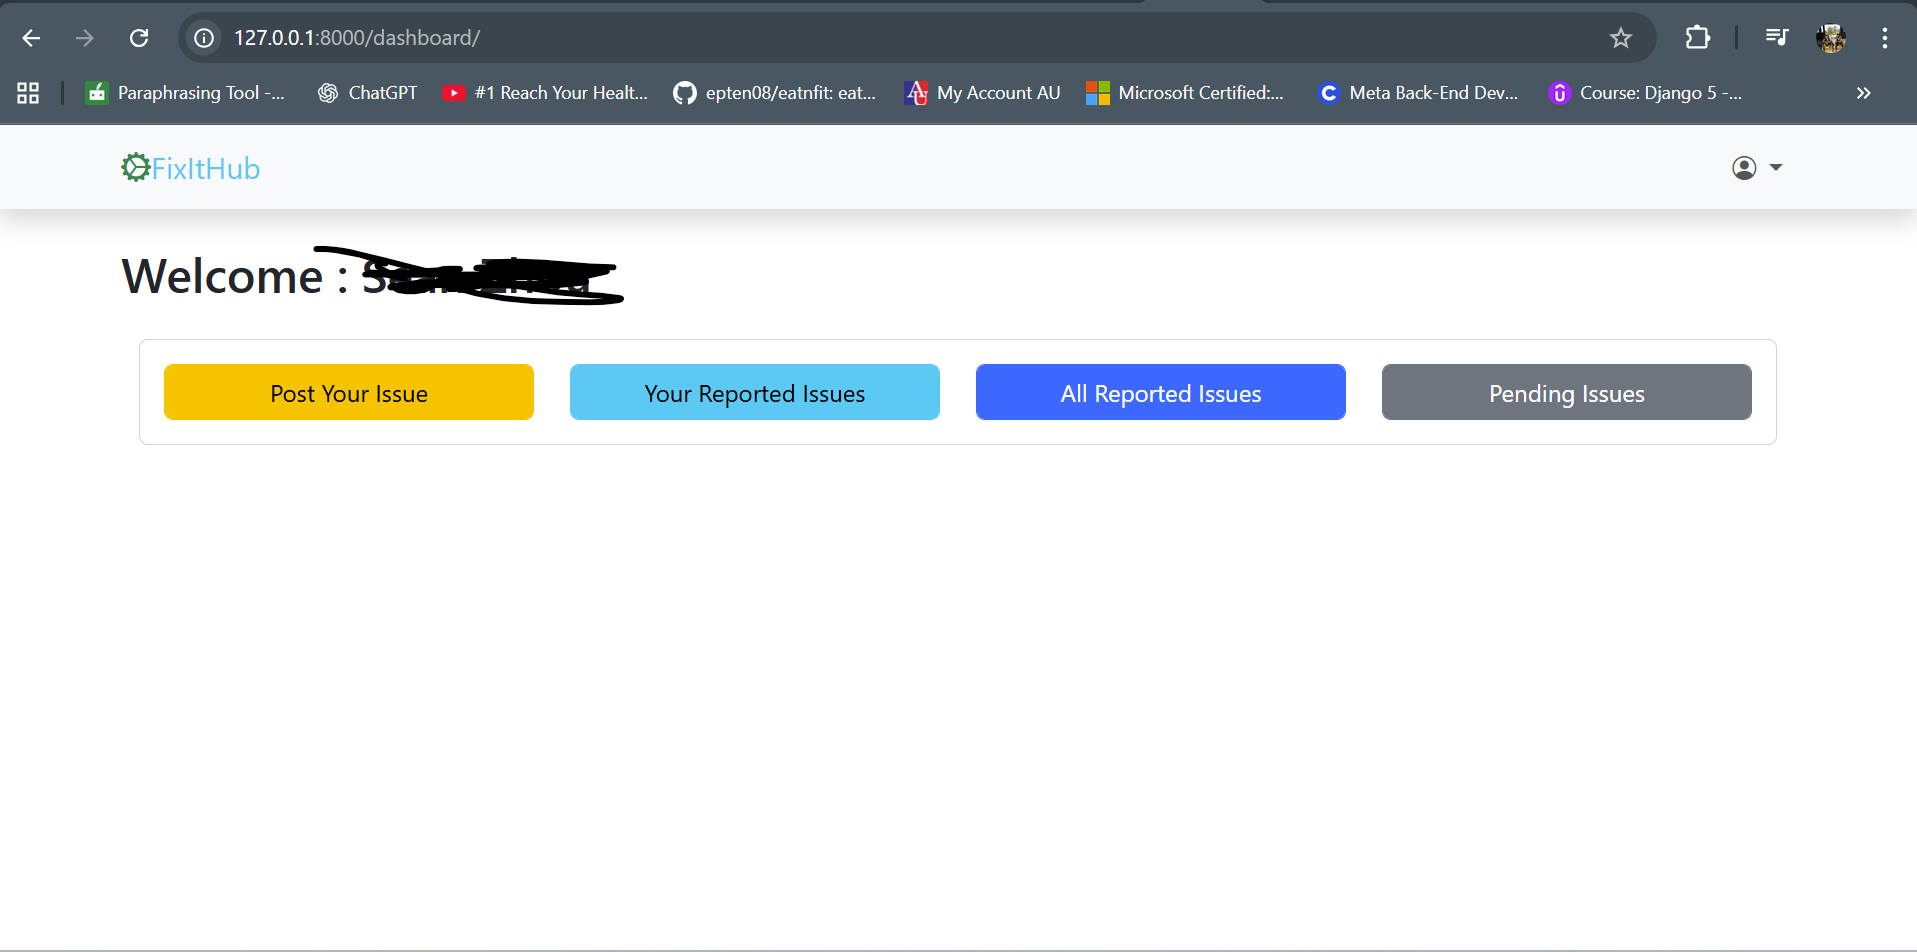 127.0.0.1:8000/dashboard/
Paraphrasing Tool -... ChatGPT #1 Reach Your Healt... epten08/eatnfit: eat... My Account AU Microsoft Certified:... Meta Back-End Dev... Course: Django 5 -...
FixItHub
Welcome :
Post Your Issue Your Reported Issues All Reported Issues Pending Issues